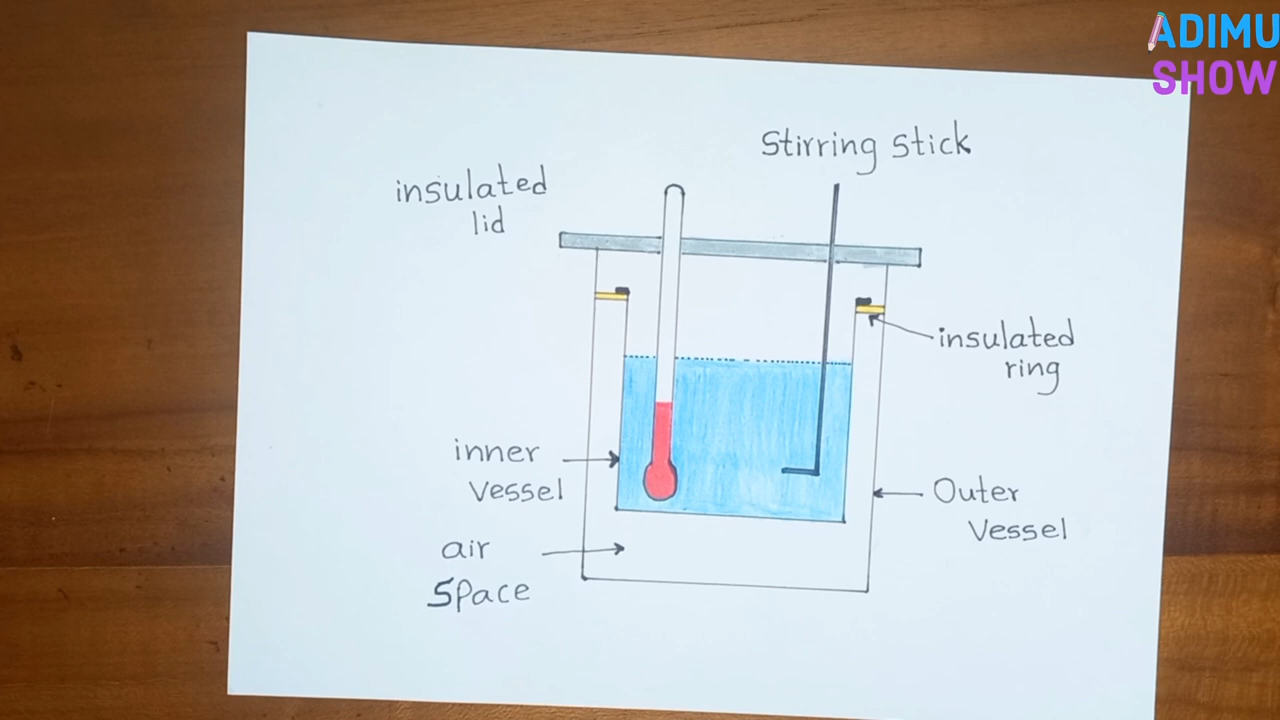 ADIMU
SHOW
Stirring stick
insulated
lid
insulated
ring
inner
vessel
Outer
Vessel
air
Space